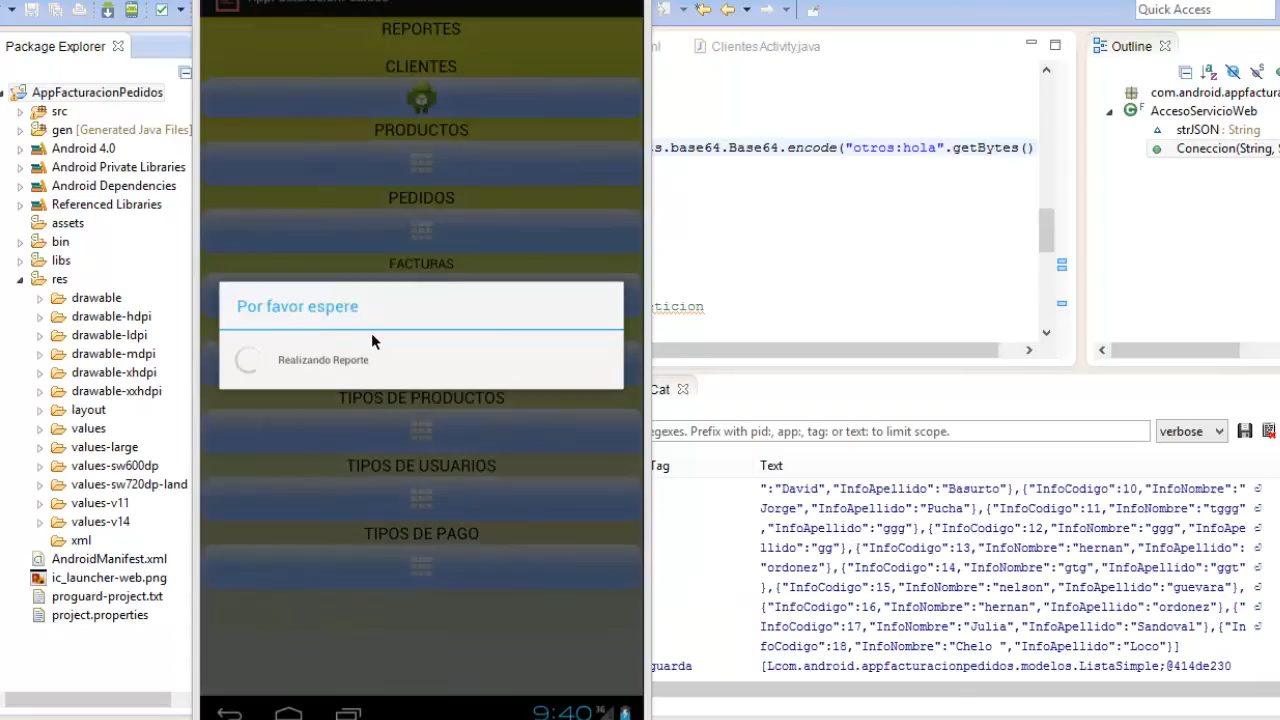 Quick Access
Package Explorer
AppFacturacionPedidos
src
gen [Generated Java Files]
Android 4.0
Android Private Libraries
Android Dependencies
Referenced Libraries
assets
bin
libs
res
drawable
drawable-hdpi
drawable-ldpi
drawable-mdpi
drawable-xhdpi
drawable-xxhdpi
layout
values
values-large
values-sw600dp
values-sw720dp-land
values-v11
values-v14
xml
AndroidManifest.xml
ic_launcher-web.png
proguard-project.txt
project.properties
REPORTES
CLIENTES
PRODUCTOS
PEDIDOS
FACTURAS
Por favor espere
Realizando Reporte
TIPOS DE PRODUCTOS
TIPOS DE USUARIOS
TIPOS DE PAGO
9:40
36
ml
ClientesActivity.java
s.base64.Base64.encode("otros:hola".getBytes()
ticion
Outline
com.android.appfactura
AccesoServicioWeb
strJSON : String
Coneccion(String, S
Cat
egexes. Prefix with pid:, app:, tag: or text: to limit scope.
verbose
Tag
Text
":"David","InfoApellido":"Basurto"},{"InfoCodigo":10,"InfoNombre":"
Jorge","InfoApellido":"Pucha"},{"InfoCodigo":11,"InfoNombre":"tggg"
,"InfoApellido":"ggg"},{"InfoCodigo":12,"InfoNombre":"ggg","InfoApe
llido":"gg"},{"InfoCodigo":13,"InfoNombre":"hernan","InfoApellido":
"ordonez"},{"InfoCodigo":14,"InfoNombre":"gtg","InfoApellido":"ggt"
},{"InfoCodigo":15,"InfoNombre":"nelson","InfoApellido":"guevara"},
{"InfoCodigo":16,"InfoNombre":"hernan","InfoApellido":"ordonez"},{"
InfoCodigo":17,"InfoNombre":"Julia","InfoApellido":"Sandoval"},{"In
foCodigo":18,"InfoNombre":"Chelo ","InfoApellido":"Loco"}]
guarda
[Lcom.android.appfacturacionpedidos.modelos.ListaSimple;@414de230